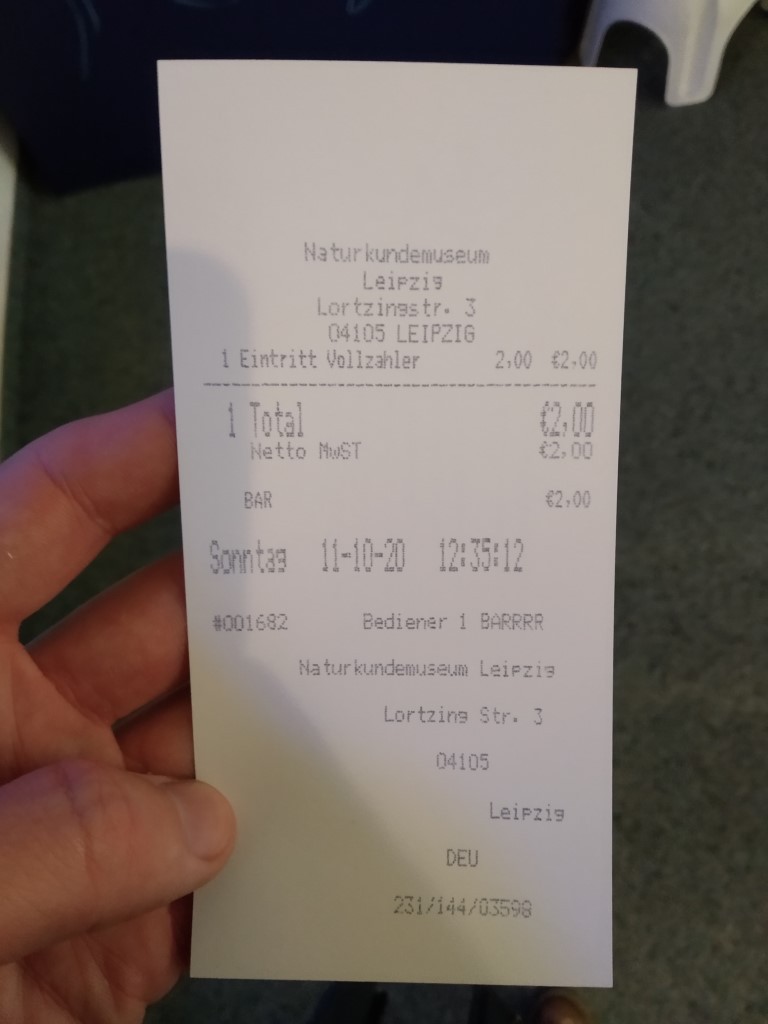 Naturkundemuseum
Leipzig
Lortzingstr. 3
04105 LEIPZIG
1 Eintritt Vollzahler 2,00 €2,00
1 Total €2,00
Netto MwST €2,00
BAR €2,00
Sonntag 11-10-20 12:35:12
#001682 Bediener 1 BARRRR
Naturkundemuseum Leipzig
Lortzing Str. 3
04105
Leipzig
DEU
231/144/03598